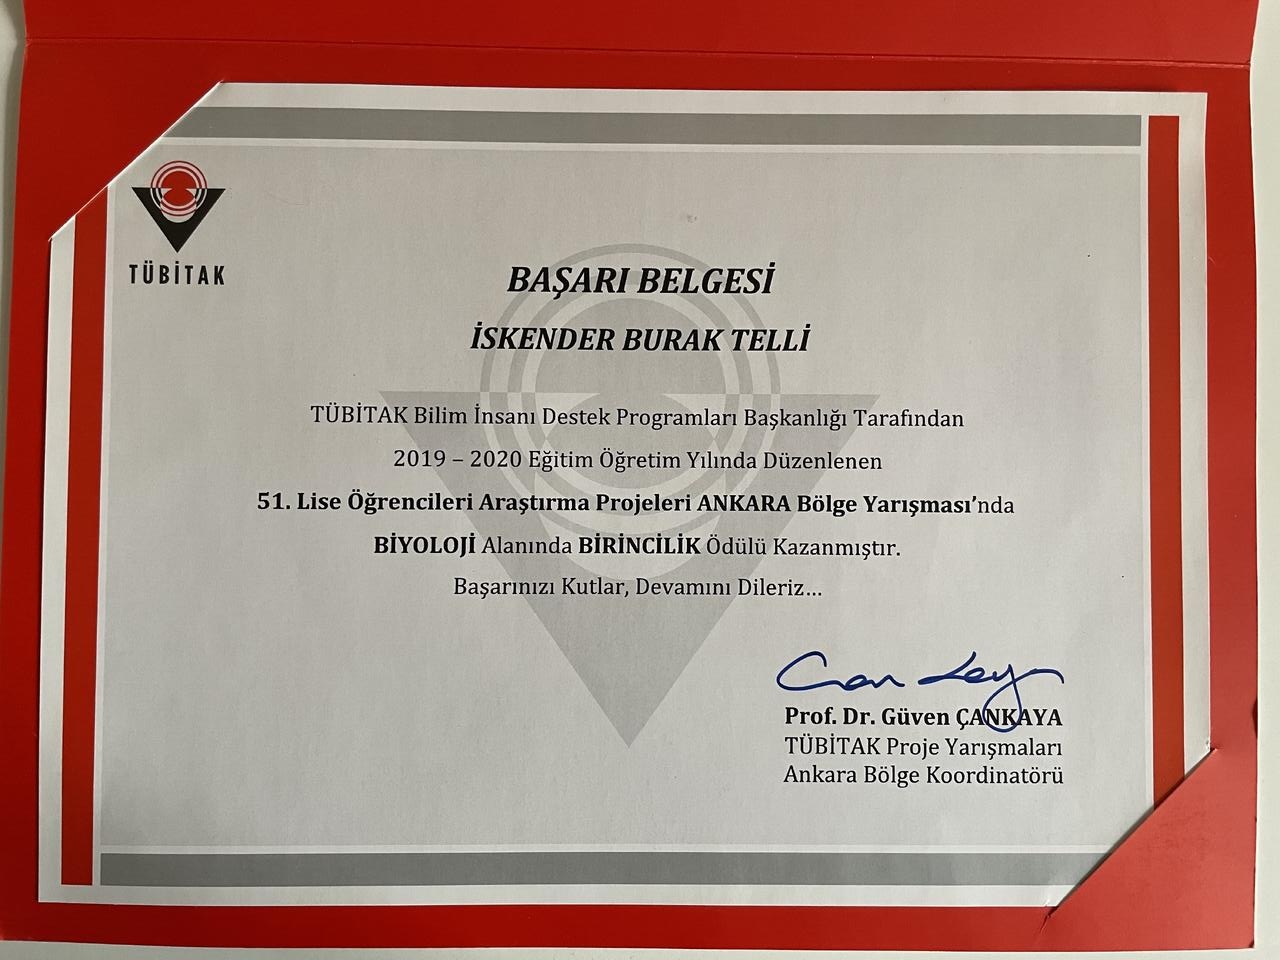 TÜBİTAK
BAŞARI BELGESİ
İSKENDER BURAK TELLİ
TÜBİTAK Bilim İnsanı Destek Programları Başkanlığı Tarafından
2019 – 2020 Eğitim Öğretim Yılında Düzenlenen
51. Lise Öğrencileri Araştırma Projeleri ANKARA Bölge Yarışması’nda
BİYOLOJİ Alanında BİRİNCİLİK Ödülü Kazanmıştır.
Başarınızı Kutlar, Devamını Dileriz...
Prof. Dr. Güven ÇANKAYA
TÜBİTAK Proje Yarışmaları
Ankara Bölge Koordinatörü